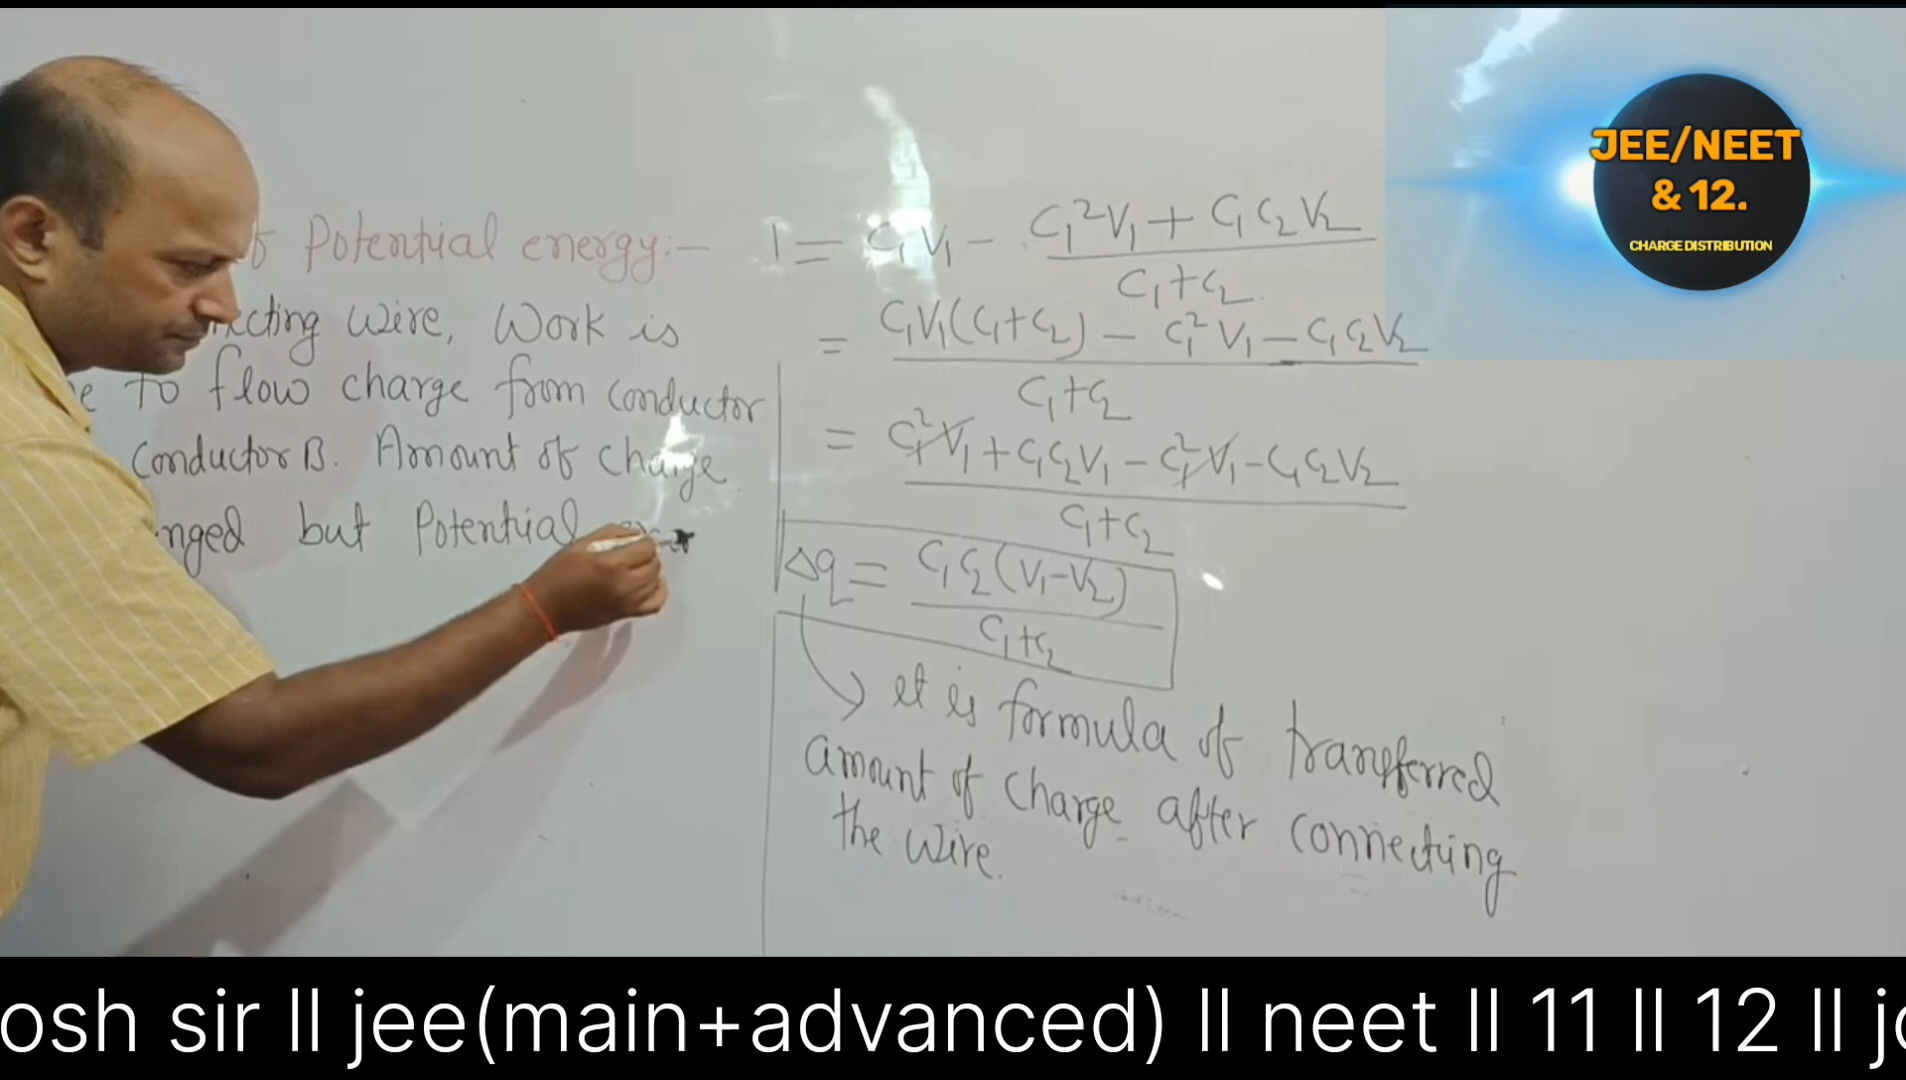 Potential energy:-
cting wire, Work is
e to flow charge from conductor
conductor B. Amount of charge
nged but Potential
= C₁V₁ - (C₁²V₁ + C₁C₂V₂) / (C₁+C₂)
= (C₁V₁(C₁+C₂) - C₁²V₁ - C₁C₂V₂) / (C₁+C₂)
= (C₁²V₁ + C₁C₂V₁ - C₁²V₁ - C₁C₂V₂) / (C₁+C₂)
Δq = C₁C₂(V₁-V₂) / (C₁+C₂)
→ It is formula of transferred
amount of charge after connecting
the wire.
JEE/NEET
& 12.
CHARGE DISTRIBUTION
osh sir ll jee(main+advanced) ll neet ll 11 ll 12 ll jo